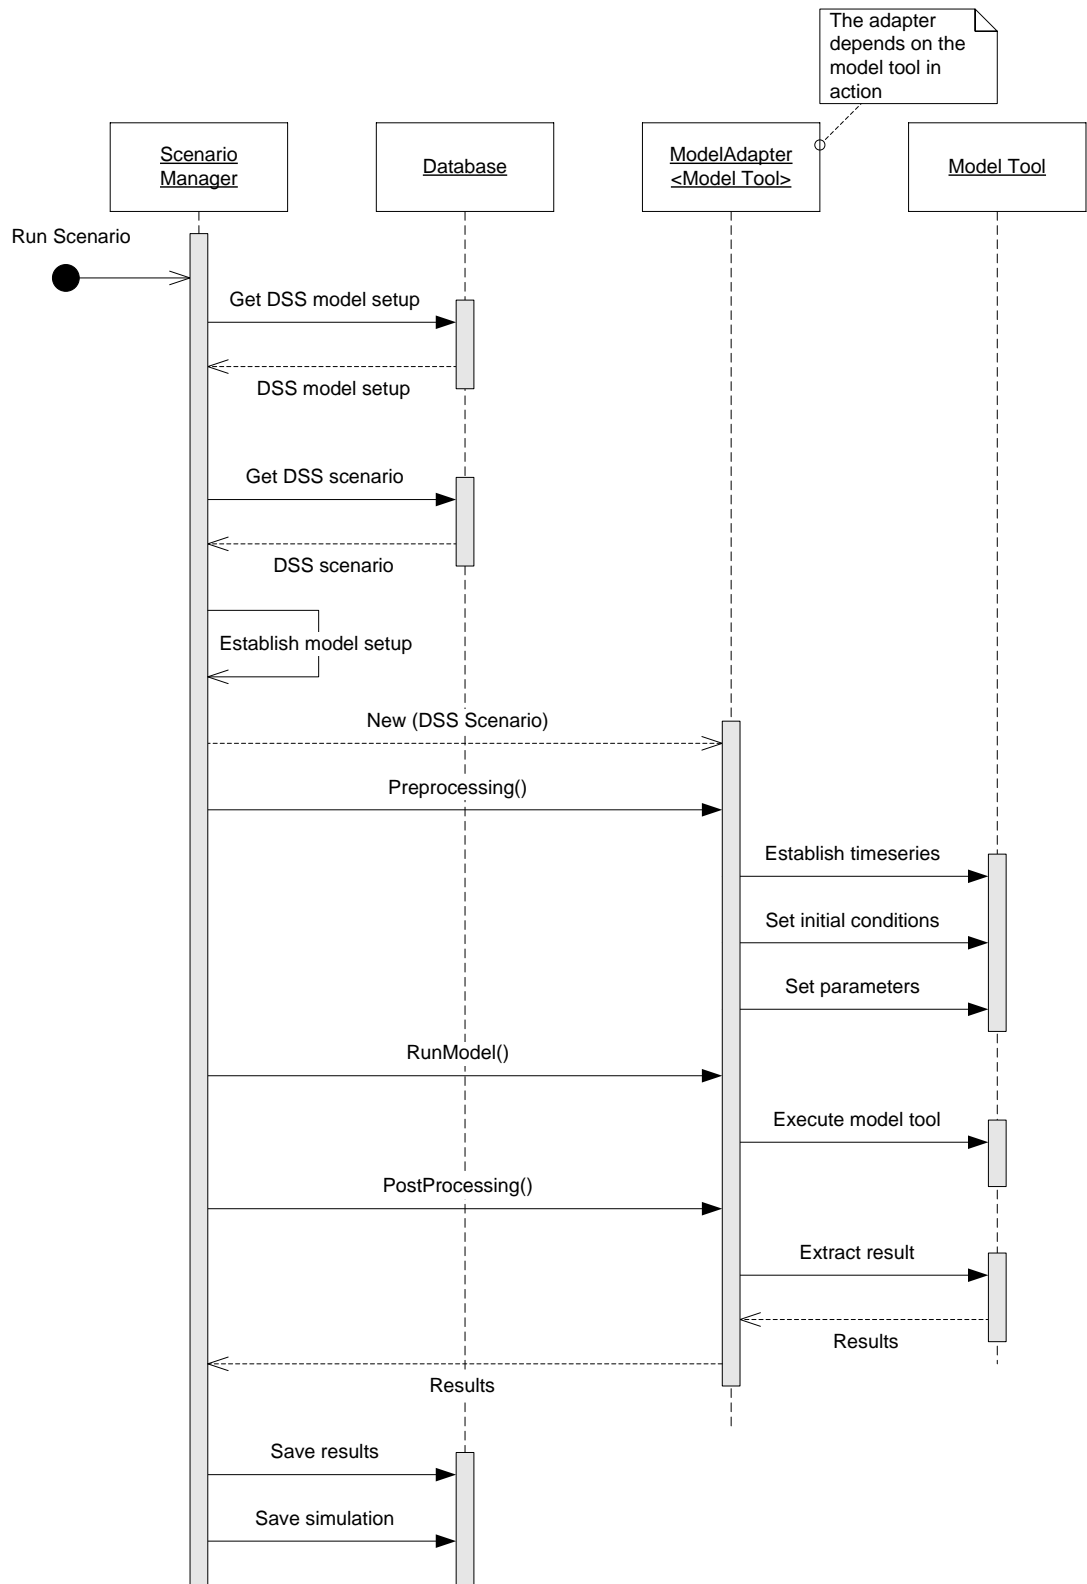 The adapter
depends on the
model tool in
action
Scenario
Manager
Database
ModelAdapter
<Model Tool>
Model Tool
Run Scenario
Get DSS model setup
DSS model setup
Get DSS scenario
DSS scenario
Establish model setup
New (DSS Scenario)
Preprocessing()
Establish timeseries
Set initial conditions
Set parameters
RunModel()
Execute model tool
PostProcessing()
Extract result
Results
Results
Save results
Save simulation